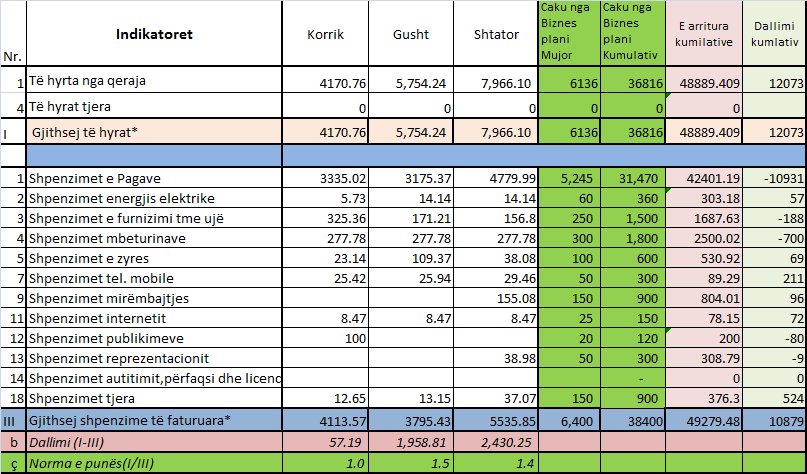 Nr. Indikatoret Korrik Gusht Shtator Caku nga Biznes plani Mujor Caku nga Biznes plani Kumulativ E arritura kumilative Dallimi kumlativ
1 Të hyrta nga qeraja 4170.76 5,754.24 7,966.10 6136 36816 48889.409 12073
4 Të hyrat tjera 0 0 0 0 0 0
I Gjithsej të hyrat* 4170.76 5,754.24 7,966.10 6136 36816 48889.409 12073
1 Shpenzimet e Pagave 3335.02 3175.37 4779.99 5,245 31,470 42401.19 -10931
2 Shpenzimet energjis elektrike 5.73 14.14 14.14 60 360 303.18 57
3 Shpenzimet e furnizimi tme ujë 325.36 171.21 156.8 250 1,500 1687.63 -188
4 Shpenzimet mbeturinave 277.78 277.78 277.78 300 1,800 2500.02 -700
5 Shpenzimet e zyres 23.14 109.37 38.08 100 600 530.92 69
7 Shpenzimet tel. mobile 25.42 25.94 29.46 50 300 89.29 211
9 Shpenzimet mirëmbajtjes 155.08 150 900 804.01 96
11 Shpenzimet internetit 8.47 8.47 8.47 25 150 78.15 72
12 Shpenzimet publikimeve 100 20 120 200 -80
13 Shpenzimet reprezentacionit 38.98 50 300 308.79 -9
14 Shpenzimet autitimit,përfaqsi dhe licenc - 0 0
18 Shpenzimet tjera 12.65 13.15 37.07 150 900 376.3 524
III Gjithsej shpenzime të faturuara* 4113.57 3795.43 5535.85 6,400 38400 49279.48 10879
b Dallimi (I-III) 57.19 1,958.81 2,430.25
ç Norma e punës(I/III) 1.0 1.5 1.4